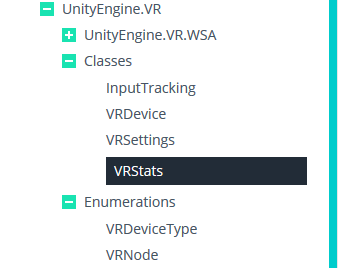 UnityEngine.VR
UnityEngine.VR.WSA
Classes
InputTracking
VRDevice
VRSettings
VRStats
Enumerations
VRDeviceType
VRNode